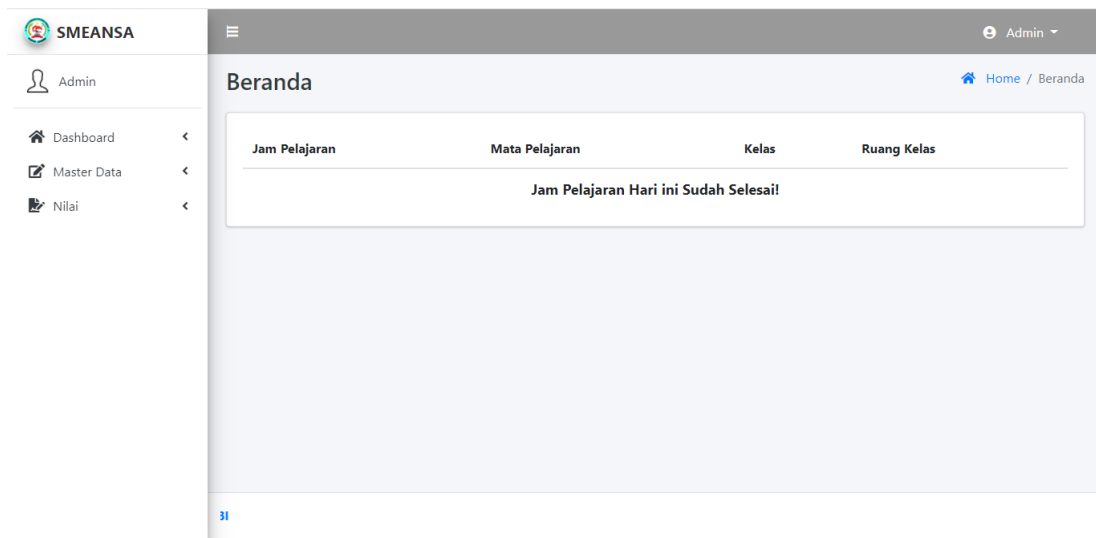 SMEANSA
Admin
Admin
Dashboard
Master Data
Nilai
Beranda
Home / Beranda
Jam Pelajaran Mata Pelajaran Kelas Ruang Kelas
Jam Pelajaran Hari ini Sudah Selesai!